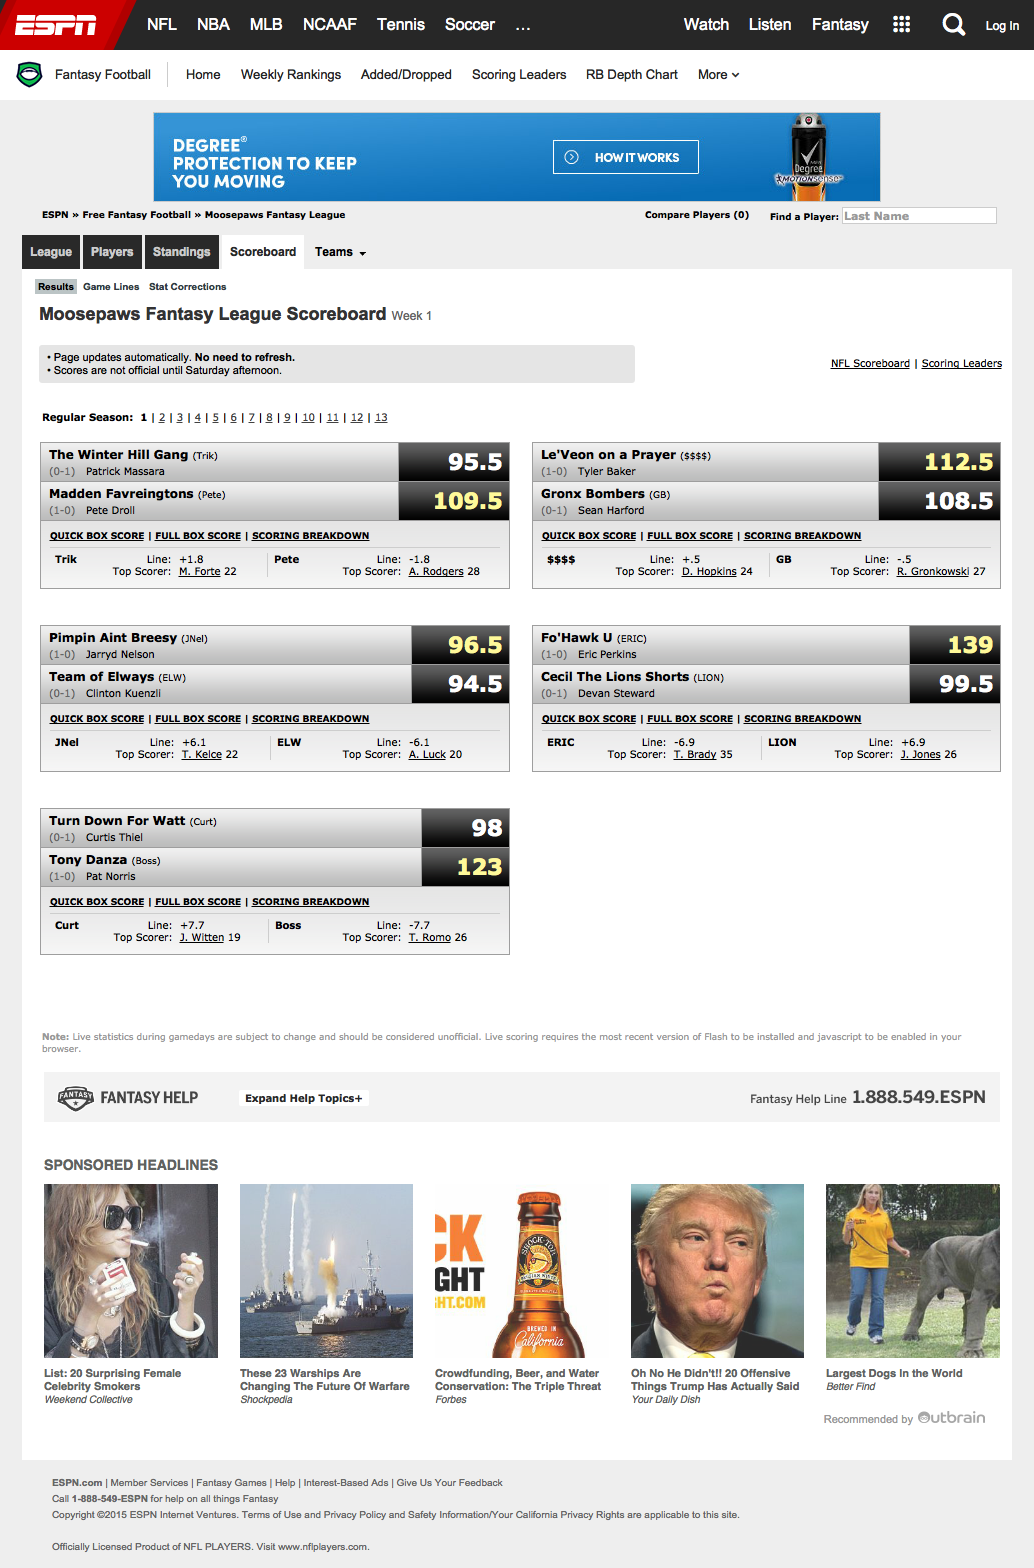 ESPN NFL NBA MLB NCAAF Tennis Soccer ... Watch Listen Fantasy Log In
Fantasy Football Home Weekly Rankings Added/Dropped Scoring Leaders RB Depth Chart More
DEGREE®
PROTECTION TO KEEP
YOU MOVING
HOW IT WORKS
Degree
MOTIONSENSE
ESPN » Free Fantasy Football » Moosepaws Fantasy League Compare Players (0) Find a Player: Last Name
League Players Standings Scoreboard Teams
Results Game Lines Stat Corrections
Moosepaws Fantasy League Scoreboard Week 1
• Page updates automatically. No need to refresh.
• Scores are not official until Saturday afternoon.
NFL Scoreboard | Scoring Leaders
Regular Season: 1 | 2 | 3 | 4 | 5 | 6 | 7 | 8 | 9 | 10 | 11 | 12 | 13
The Winter Hill Gang (Trik) 95.5
(0-1) Patrick Massara
Madden Favreingtons (Pete) 109.5
(1-0) Pete Droll
QUICK BOX SCORE | FULL BOX SCORE | SCORING BREAKDOWN
Trik Line: +1.8 Pete Line: -1.8
Top Scorer: M. Forte 22 Top Scorer: A. Rodgers 28
Le'Veon on a Prayer ($$$$) 112.5
(1-0) Tyler Baker
Gronx Bombers (GB) 108.5
(0-1) Sean Harford
QUICK BOX SCORE | FULL BOX SCORE | SCORING BREAKDOWN
$$$$ Line: +.5 GB Line: -.5
Top Scorer: D. Hopkins 24 Top Scorer: R. Gronkowski 27
Pimpin Aint Breesy (JNel) 96.5
(1-0) Jarryd Nelson
Team of Elways (ELW) 94.5
(0-1) Clinton Kuenzli
QUICK BOX SCORE | FULL BOX SCORE | SCORING BREAKDOWN
JNel Line: +6.1 ELW Line: -6.1
Top Scorer: T. Kelce 22 Top Scorer: A. Luck 20
Fo'Hawk U (ERIC) 139
(1-0) Eric Perkins
Cecil The Lions Shorts (LION) 99.5
(0-1) Devan Steward
QUICK BOX SCORE | FULL BOX SCORE | SCORING BREAKDOWN
ERIC Line: -6.9 LION Line: +6.9
Top Scorer: T. Brady 35 Top Scorer: J. Jones 26
Turn Down For Watt (Curt) 98
(0-1) Curtis Thiel
Tony Danza (Boss) 123
(1-0) Pat Norris
QUICK BOX SCORE | FULL BOX SCORE | SCORING BREAKDOWN
Curt Line: +7.7 Boss Line: -7.7
Top Scorer: J. Witten 19 Top Scorer: T. Romo 26
Note: Live statistics during gamedays are subject to change and should be considered unofficial. Live scoring requires the most recent version of Flash to be installed and javascript to be enabled in your
browser.
FANTASY FANTASY HELP Expand Help Topics+ Fantasy Help Line 1.888.549.ESPN
SPONSORED HEADLINES
CK
GHT
HT.COM
SHOCK-TOP
BREWED IN
California
List: 20 Surprising Female
Celebrity Smokers
Weekend Collective
These 23 Warships Are
Changing The Future Of Warfare
Shockpedia
Crowdfunding, Beer, and Water
Conservation: The Triple Threat
Forbes
Oh No He Didn't!! 20 Offensive
Things Trump Has Actually Said
Your Daily Dish
Largest Dogs In the World
Better Find
Recommended by Outbrain
ESPN.com | Member Services | Fantasy Games | Help | Interest-Based Ads | Give Us Your Feedback
Call 1-888-549-ESPN for help on all things Fantasy
Copyright ©2015 ESPN Internet Ventures. Terms of Use and Privacy Policy and Safety Information/Your California Privacy Rights are applicable to this site.
Officially Licensed Product of NFL PLAYERS. Visit www.nflplayers.com.